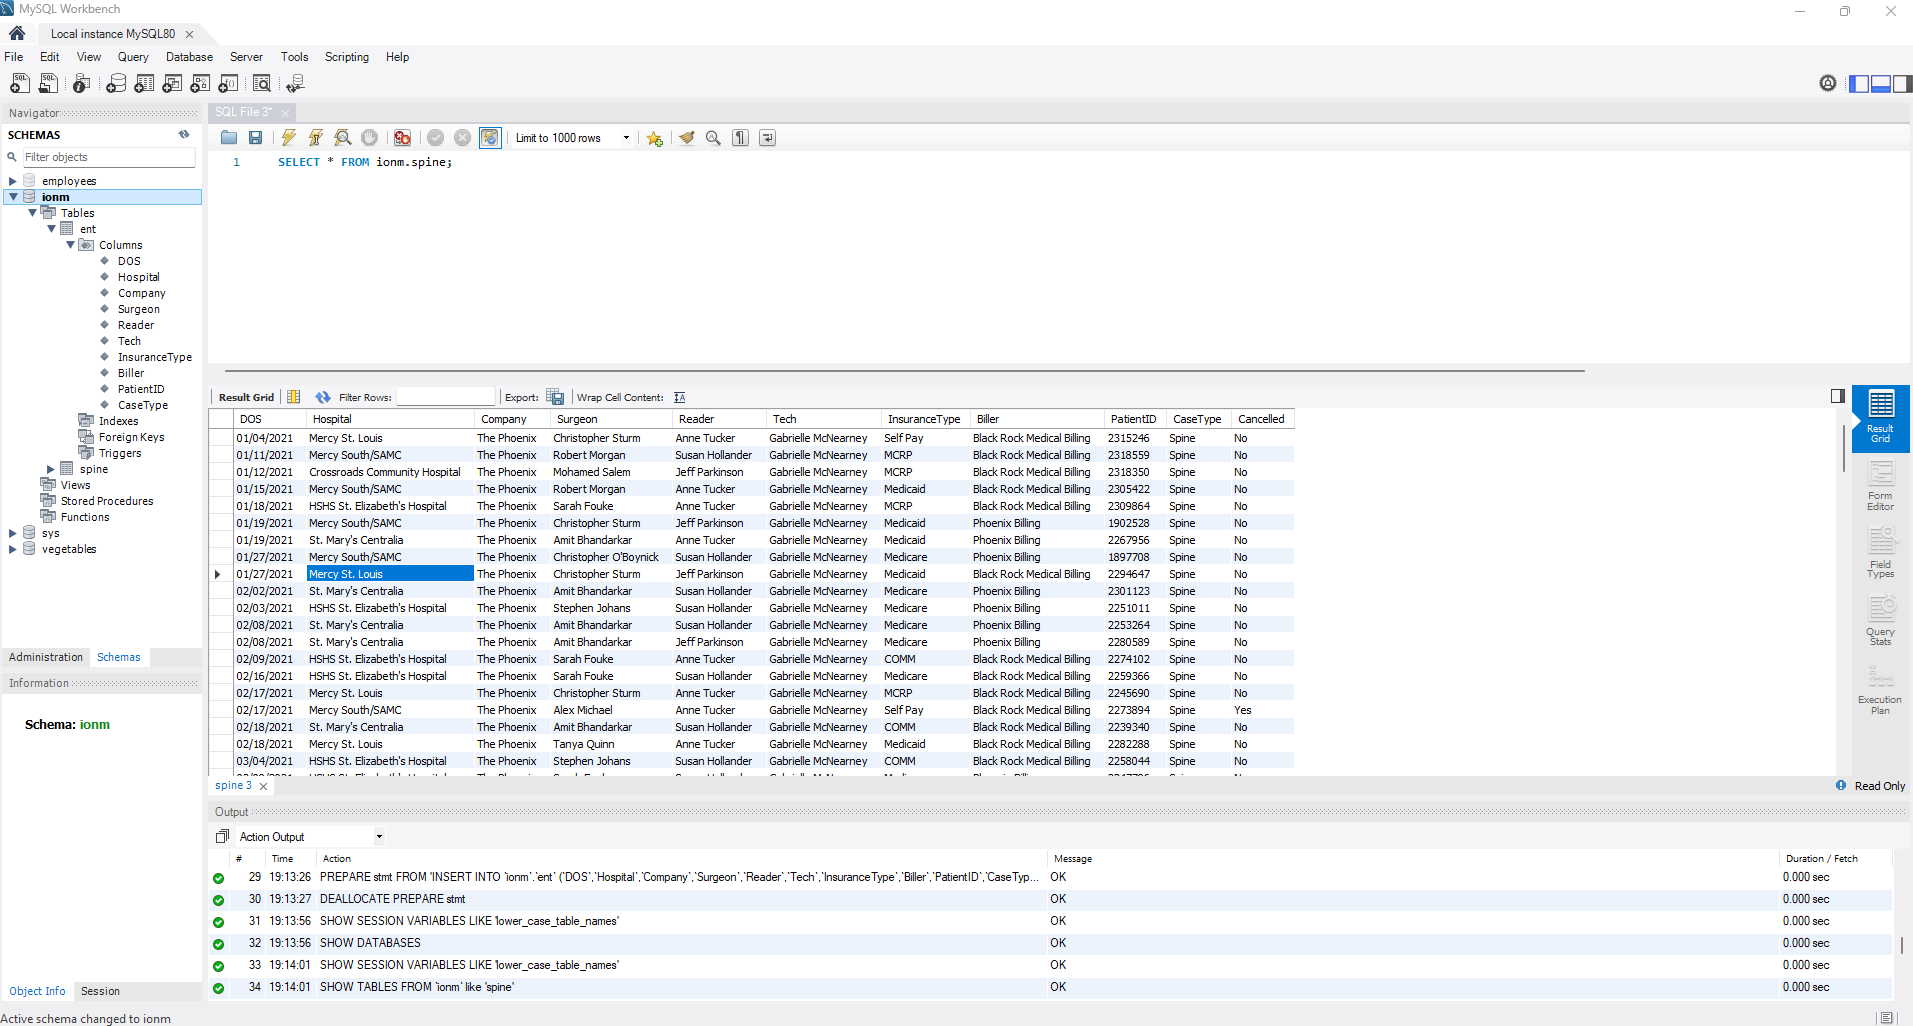 MySQL Workbench
Local instance MySQL80
File Edit View Query Database Server Tools Scripting Help
Navigator
SCHEMAS
Filter objects
employees
ionm
Tables
ent
Columns
DOS
Hospital
Company
Surgeon
Reader
Tech
InsuranceType
Biller
PatientID
CaseType
Indexes
Foreign Keys
Triggers
spine
Views
Stored Procedures
Functions
sys
vegetables
Administration Schemas
Information
Schema: ionm
Object Info Session
SQL File 3*
Limit to 1000 rows
1 SELECT * FROM ionm.spine;
Result Grid Filter Rows: Export: Wrap Cell Content:
DOS Hospital Company Surgeon Reader Tech InsuranceType Biller PatientID CaseType Cancelled
01/04/2021 Mercy St. Louis The Phoenix Christopher Sturm Anne Tucker Gabrielle McNearney Self Pay Black Rock Medical Billing 2315246 Spine No
01/11/2021 Mercy South/SAMC The Phoenix Robert Morgan Susan Hollander Gabrielle McNearney MCRP Black Rock Medical Billing 2318559 Spine No
01/12/2021 Crossroads Community Hospital The Phoenix Mohamed Salem Jeff Parkinson Gabrielle McNearney MCRP Black Rock Medical Billing 2318350 Spine No
01/15/2021 Mercy South/SAMC The Phoenix Robert Morgan Anne Tucker Gabrielle McNearney Medicaid Black Rock Medical Billing 2305422 Spine No
01/18/2021 HSHS St. Elizabeth's Hospital The Phoenix Sarah Fouke Anne Tucker Gabrielle McNearney MCRP Black Rock Medical Billing 2309864 Spine No
01/19/2021 Mercy South/SAMC The Phoenix Christopher Sturm Jeff Parkinson Gabrielle McNearney Medicaid Phoenix Billing 1902528 Spine No
01/19/2021 St. Mary's Centralia The Phoenix Amit Bhandarkar Anne Tucker Gabrielle McNearney Medicaid Phoenix Billing 2267956 Spine No
01/27/2021 Mercy South/SAMC The Phoenix Christopher O'Boynick Susan Hollander Gabrielle McNearney Medicare Phoenix Billing 1897708 Spine No
01/27/2021 Mercy St. Louis The Phoenix Christopher Sturm Jeff Parkinson Gabrielle McNearney Medicaid Black Rock Medical Billing 2294647 Spine No
02/02/2021 St. Mary's Centralia The Phoenix Amit Bhandarkar Susan Hollander Gabrielle McNearney Medicare Phoenix Billing 2301123 Spine No
02/03/2021 HSHS St. Elizabeth's Hospital The Phoenix Stephen Johans Susan Hollander Gabrielle McNearney Medicare Phoenix Billing 2251011 Spine No
02/08/2021 St. Mary's Centralia The Phoenix Amit Bhandarkar Susan Hollander Gabrielle McNearney Medicare Phoenix Billing 2253264 Spine No
02/08/2021 St. Mary's Centralia The Phoenix Amit Bhandarkar Jeff Parkinson Gabrielle McNearney Medicare Phoenix Billing 2280589 Spine No
02/09/2021 HSHS St. Elizabeth's Hospital The Phoenix Sarah Fouke Anne Tucker Gabrielle McNearney COMM Black Rock Medical Billing 2274102 Spine No
02/16/2021 HSHS St. Elizabeth's Hospital The Phoenix Sarah Fouke Susan Hollander Gabrielle McNearney Medicare Black Rock Medical Billing 2259366 Spine No
02/17/2021 Mercy St. Louis The Phoenix Christopher Sturm Anne Tucker Gabrielle McNearney MCRP Black Rock Medical Billing 2245690 Spine No
02/17/2021 Mercy South/SAMC The Phoenix Alex Michael Anne Tucker Gabrielle McNearney Self Pay Black Rock Medical Billing 2273894 Spine Yes
02/18/2021 St. Mary's Centralia The Phoenix Amit Bhandarkar Susan Hollander Gabrielle McNearney COMM Black Rock Medical Billing 2239340 Spine No
02/18/2021 Mercy St. Louis The Phoenix Tanya Quinn Anne Tucker Gabrielle McNearney Medicaid Black Rock Medical Billing 2282288 Spine No
03/04/2021 HSHS St. Elizabeth's Hospital The Phoenix Stephen Johans Susan Hollander Gabrielle McNearney COMM Black Rock Medical Billing 2258044 Spine No
Result Grid
Form Editor
Field Types
Query Stats
Execution Plan
spine 3
Read Only
Output
Action Output
# Time Action Message Duration / Fetch
29 19:13:26 PREPARE stmt FROM 'INSERT INTO `ionm`.`ent` (`DOS`,`Hospital`,`Company`,`Surgeon`,`Reader`,`Tech`,`InsuranceType`,`Biller`,`PatientID`,`CaseTyp... OK 0.000 sec
30 19:13:27 DEALLOCATE PREPARE stmt OK 0.000 sec
31 19:13:56 SHOW SESSION VARIABLES LIKE 'lower_case_table_names' OK 0.000 sec
32 19:13:56 SHOW DATABASES OK 0.000 sec
33 19:14:01 SHOW SESSION VARIABLES LIKE 'lower_case_table_names' OK 0.000 sec
34 19:14:01 SHOW TABLES FROM `ionm` like 'spine' OK 0.000 sec
Active schema changed to ionm